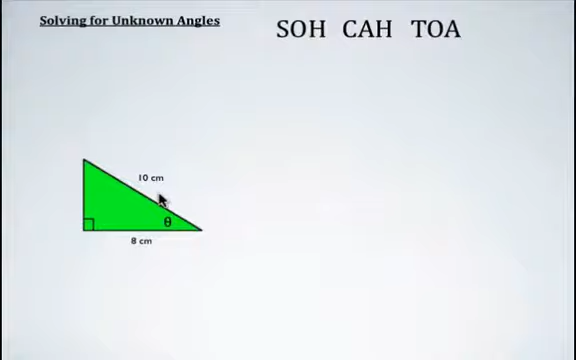 Solving for Unknown Angles
SOH CAH TOA
10 cm
θ
8 cm